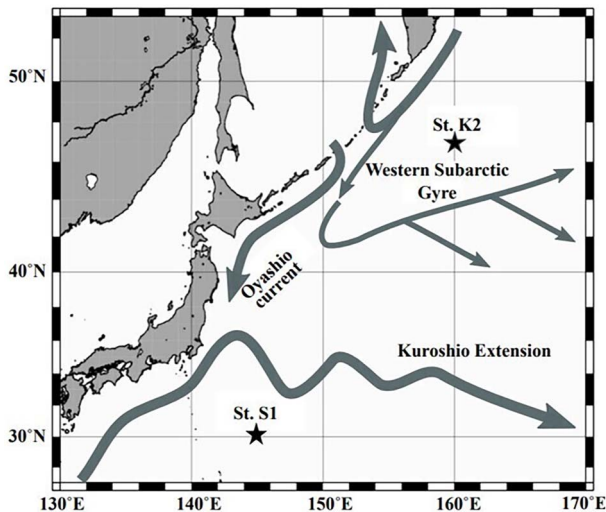 50°N
St. K2
Western Subarctic
Gyre
40°N
Oyashio
current
Kuroshio Extension
St. S1
30°N
130°E 140°E 150°E 160°E 170°E